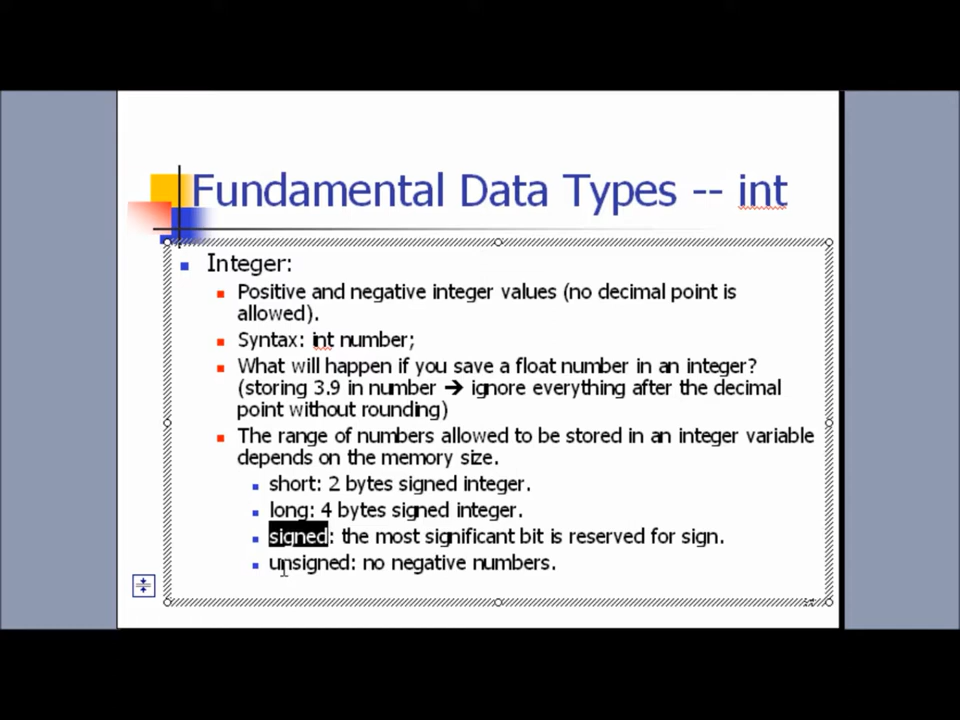 Fundamental Data Types -- int
Integer:
Positive and negative integer values (no decimal point is
allowed).
Syntax: int number;
What will happen if you save a float number in an integer?
(storing 3.9 in number → ignore everything after the decimal
point without rounding)
The range of numbers allowed to be stored in an integer variable
depends on the memory size.
short: 2 bytes signed integer.
long: 4 bytes signed integer.
signed: the most significant bit is reserved for sign.
unsigned: no negative numbers.